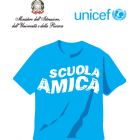 Ministero dell'Istruzione,
dell'Università e della Ricerca
unicef
SCUOLA
AMICA